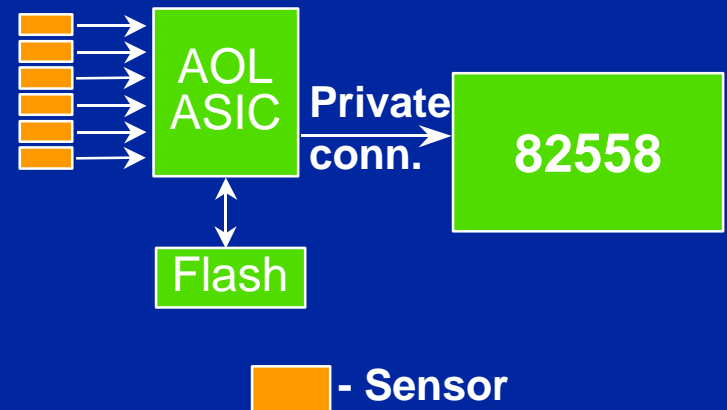 AOL
ASIC
Private
conn.
82558
Flash
- Sensor